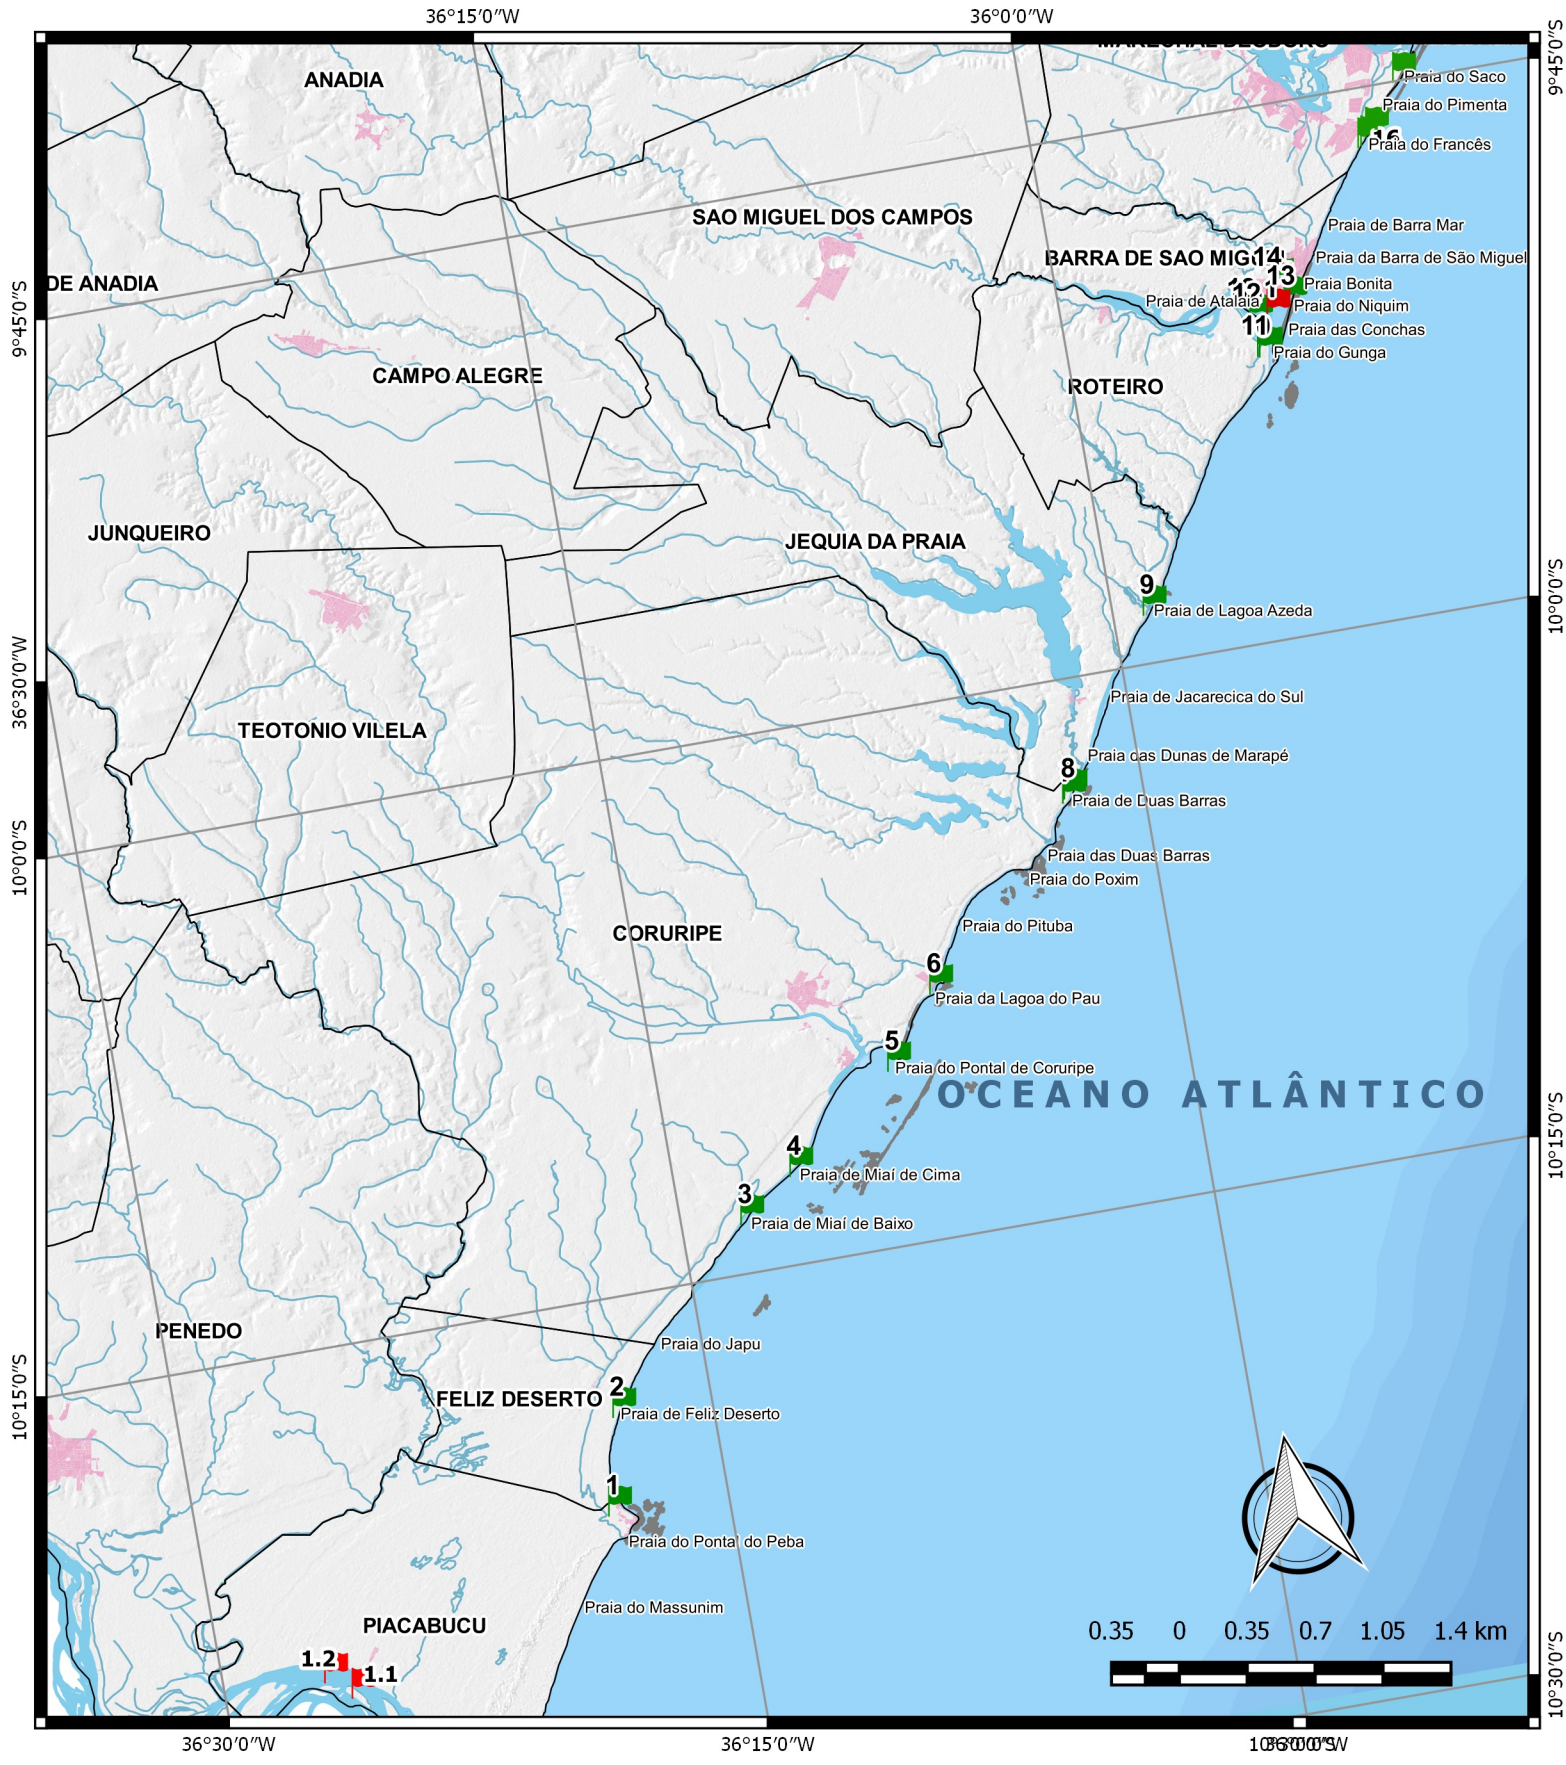 36°15'0''W
36°0'0''W
9°45'0''S
MARECHAL DEODORO
ANADIA
Praia do Saco
Praia do Pimenta
16
Praia do Francês
SAO MIGUEL DOS CAMPOS
Praia de Barra Mar
BARRA DE SAO MIG
14
Praia da Barra de São Miguel
DE ANADIA
13
Praia Bonita
12
Praia de Atalaia
Praia do Niquim
9°45'0''S
11
Praia das Conchas
Praia do Gunga
CAMPO ALEGRE
ROTEIRO
JUNQUEIRO
JEQUIA DA PRAIA
9
Praia de Lagoa Azeda
10°0'0''S
36°30'0''W
Praia de Jacarecica do Sul
TEOTONIO VILELA
Praia das Dunas de Marapé
8
Praia de Duas Barras
10°0'0''S
Praia das Duas Barras
Praia do Poxim
Praia do Pituba
CORURIPE
6
Praia da Lagoa do Pau
5
Praia do Pontal de Coruripe
OCEANO ATLÂNTICO
10°15'0''S
4
Praia de Miaí de Cima
3
Praia de Miaí de Baixo
PENEDO
Praia do Japu
10°15'0''S
FELIZ DESERTO
2
Praia de Feliz Deserto
1
Praia do Pontal do Peba
Praia do Massunim
PIACABUCU
0.35 0 0.35 0.7 1.05 1.4 km
1.2
1.1
10°30'0''S
36°30'0''W
36°15'0''W